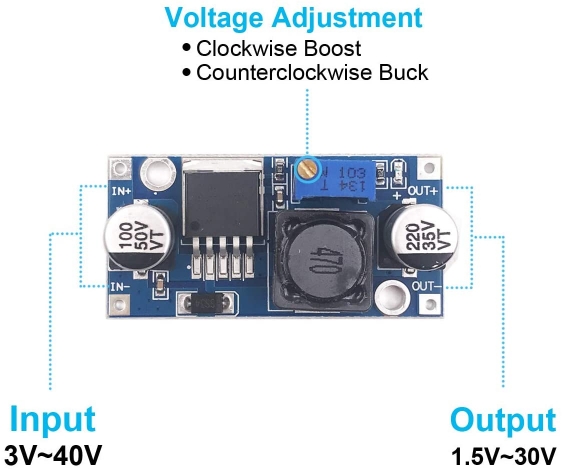 Voltage Adjustment
• Clockwise Boost
• Counterclockwise Buck
134 T
E01 M
IN+
+ OUT+
100
50V
VT
470
220
35V
VT
IN-
OUT-
Input
3V~40V
Output
1.5V~30V